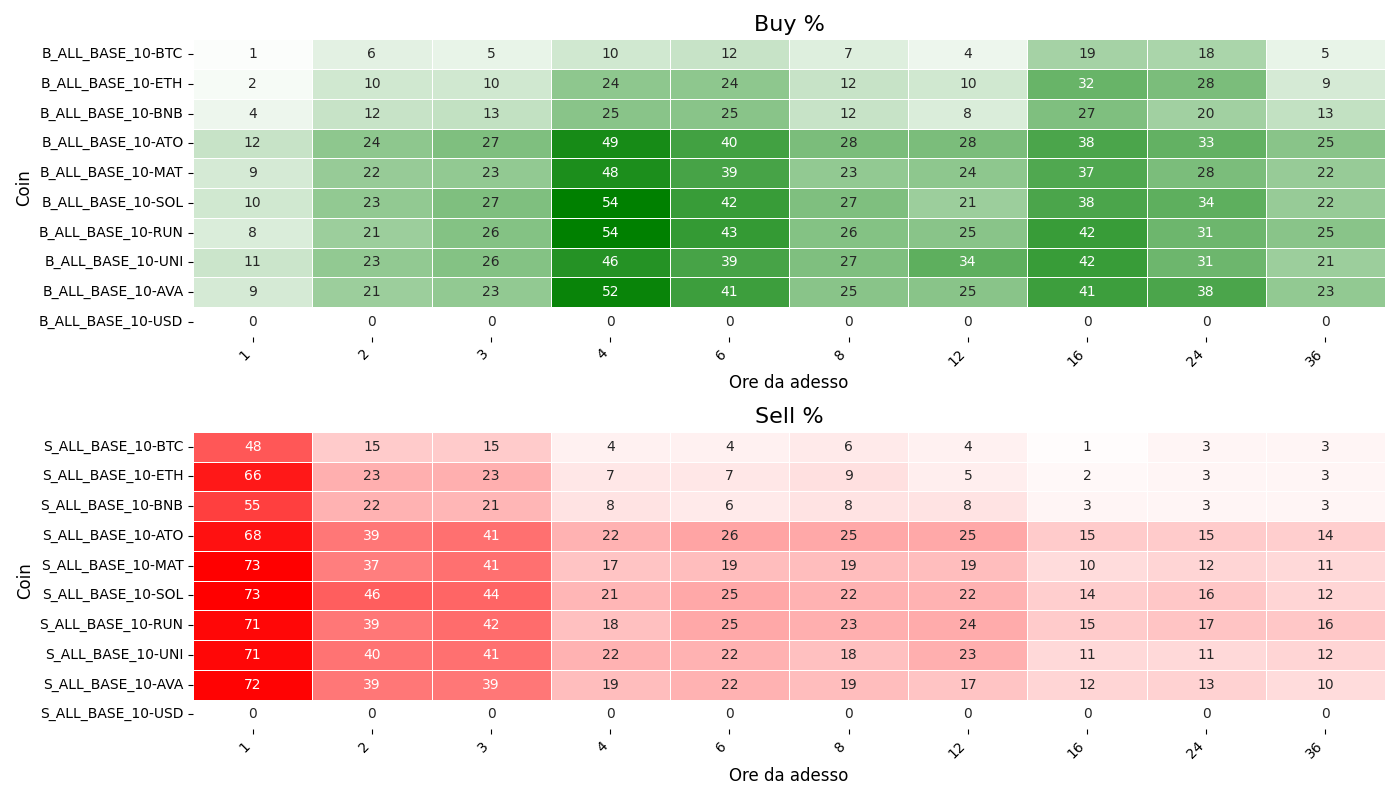 Buy %
Coin
B_ALL_BASE_10-BTC 1 6 5 10 12 7 4 19 18 5
B_ALL_BASE_10-ETH 2 10 10 24 24 12 10 32 28 9
B_ALL_BASE_10-BNB 4 12 13 25 25 12 8 27 20 13
B_ALL_BASE_10-ATO 12 24 27 49 40 28 28 38 33 25
B_ALL_BASE_10-MAT 9 22 23 48 39 23 24 37 28 22
B_ALL_BASE_10-SOL 10 23 27 54 42 27 21 38 34 22
B_ALL_BASE_10-RUN 8 21 26 54 43 26 25 42 31 25
B_ALL_BASE_10-UNI 11 23 26 46 39 27 34 42 31 21
B_ALL_BASE_10-AVA 9 21 23 52 41 25 25 41 38 23
B_ALL_BASE_10-USD 0 0 0 0 0 0 0 0 0 0
1 2 3 4 6 8 12 16 24 36
Ore da adesso
Sell %
Coin
S_ALL_BASE_10-BTC 48 15 15 4 4 6 4 1 3 3
S_ALL_BASE_10-ETH 66 23 23 7 7 9 5 2 3 3
S_ALL_BASE_10-BNB 55 22 21 8 6 8 8 3 3 3
S_ALL_BASE_10-ATO 68 39 41 22 26 25 25 15 15 14
S_ALL_BASE_10-MAT 73 37 41 17 19 19 19 10 12 11
S_ALL_BASE_10-SOL 73 46 44 21 25 22 22 14 16 12
S_ALL_BASE_10-RUN 71 39 42 18 25 23 24 15 17 16
S_ALL_BASE_10-UNI 71 40 41 22 22 18 23 11 11 12
S_ALL_BASE_10-AVA 72 39 39 19 22 19 17 12 13 10
S_ALL_BASE_10-USD 0 0 0 0 0 0 0 0 0 0
1 2 3 4 6 8 12 16 24 36
Ore da adesso